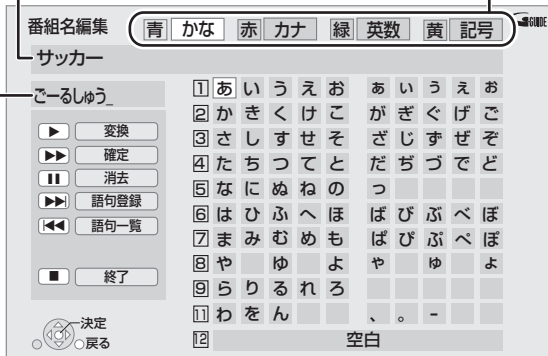 番組名編集 青 かな 赤 カナ 緑 英数 黄 記号 GUIDE
サッカー
ごーるしゅう_
▶ 変換
▶▶ 確定
❚❚ 消去
▶▶| 語句登録
|◀◀ 語句一覧
■ 終了
決定
戻る
1 あ い う え お ぁ ぃ ぅ ぇ ぉ
2 か き く け こ が ぎ ぐ げ ご
3 さ し す せ そ ざ じ ず ぜ ぞ
4 た ち つ て と だ ぢ づ で ど
5 な に ぬ ね の っ
6 は ひ ふ へ ほ ば び ぶ べ ぼ
7 ま み む め も ぱ ぴ ぷ ぺ ぽ
8 や ゆ よ ゃ ゅ ょ
9 ら り る れ ろ
11 わ を ん 、 。 -
12 空白